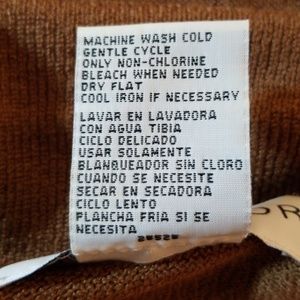 MACHINE WASH COLD
GENTLE CYCLE
ONLY NON-CHLORINE
BLEACH WHEN NEEDED
DRY FLAT
COOL IRON IF NECESSARY
LAVAR EN LAVADORA
CON AGUA TIBIA
CICLO DELICADO
USAR SOLAMENTE
BLANQUEADOR SIN CLORO
CUANDO SE NECESITE
SECAR EN SECADORA
CICLO LENTO
PLANCHA FRIA SI SE
NECESITA